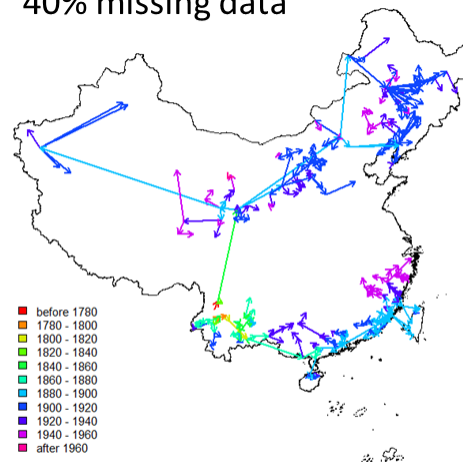 40% missing data
before 1780
1780 - 1800
1800 - 1820
1820 - 1840
1840 - 1860
1860 - 1880
1880 - 1900
1900 - 1920
1920 - 1940
1940 - 1960
after 1960